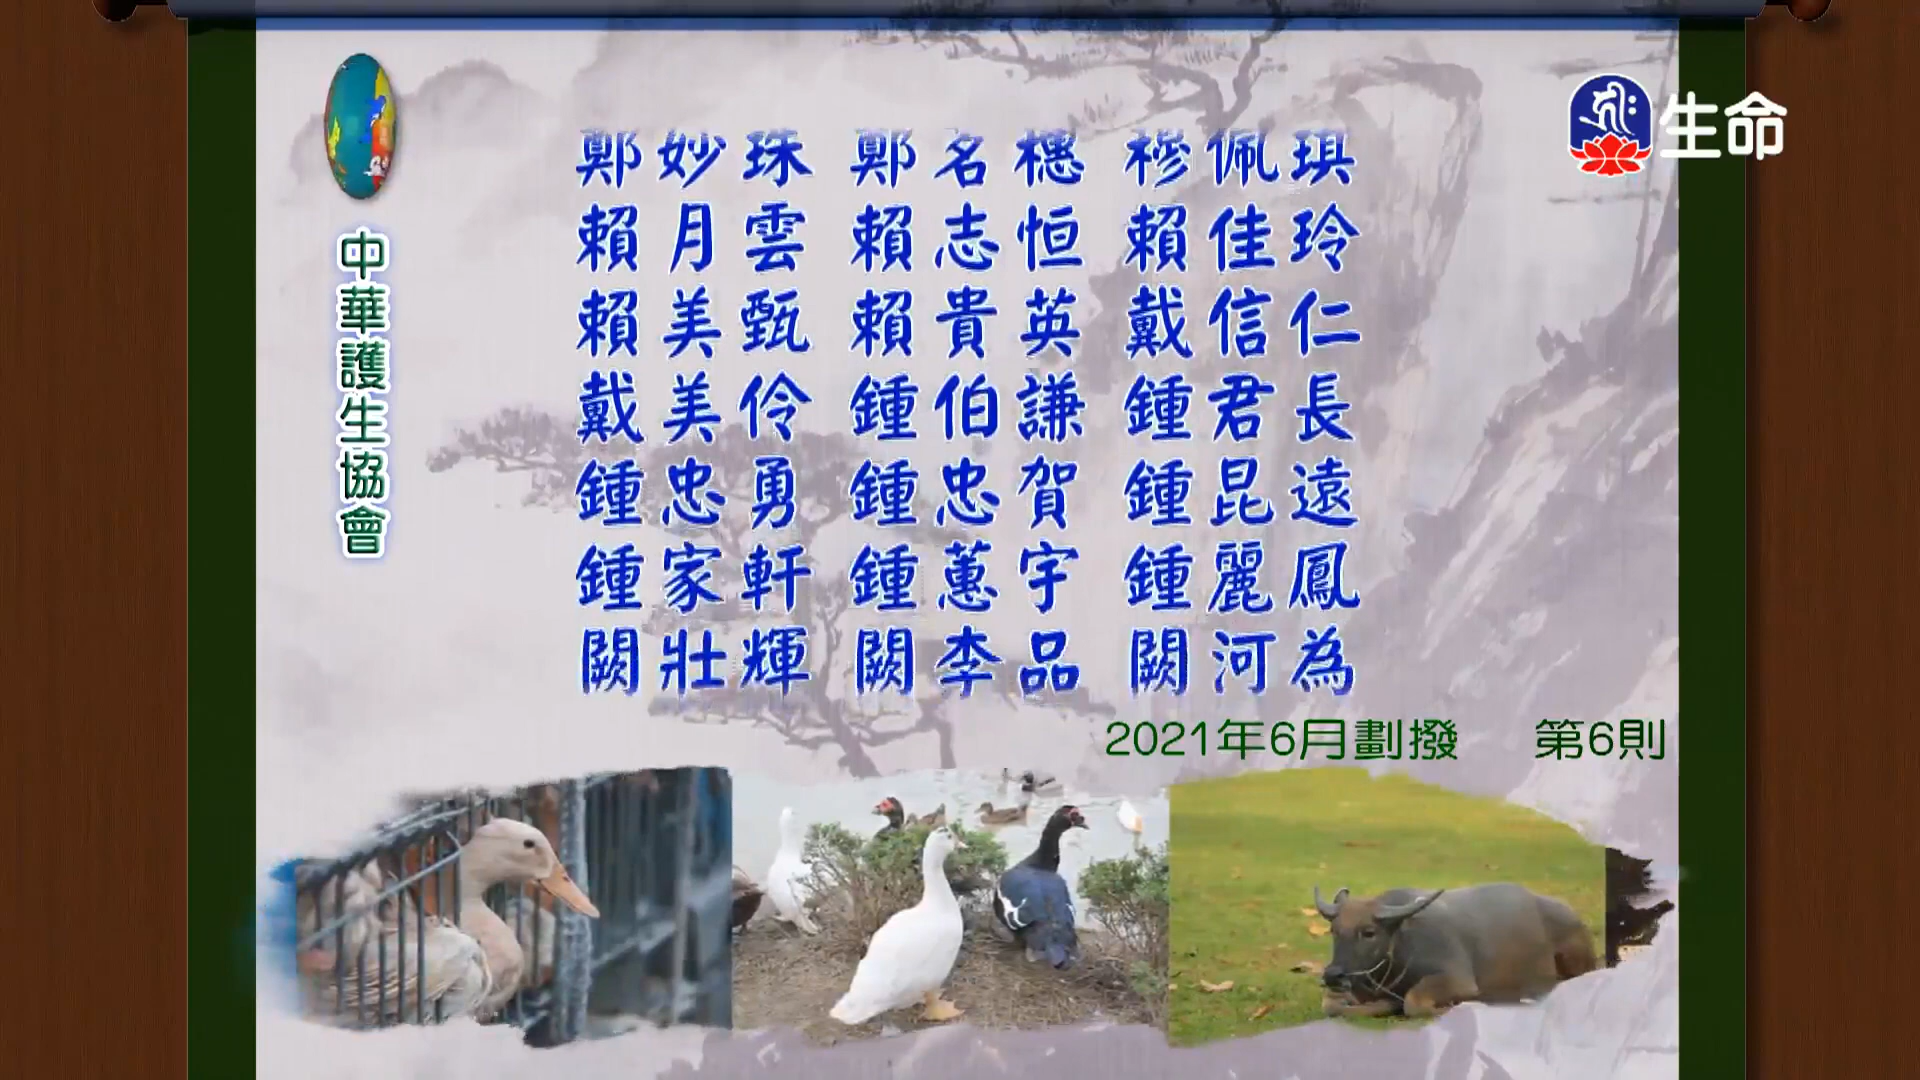 生命
中華護生協會
鄭妙珠 鄭名穗 穆佩琪
賴月雲 賴志恒 賴佳玲
賴美甄 賴貴英 戴信仁
戴美伶 鍾伯謙 鍾君長
鍾忠勇 鍾忠賀 鍾昆遠
鍾家軒 鍾蕙宇 鍾麗鳳
闕壯輝 闕李品 闕河為
2021年6月劃撥 第6則